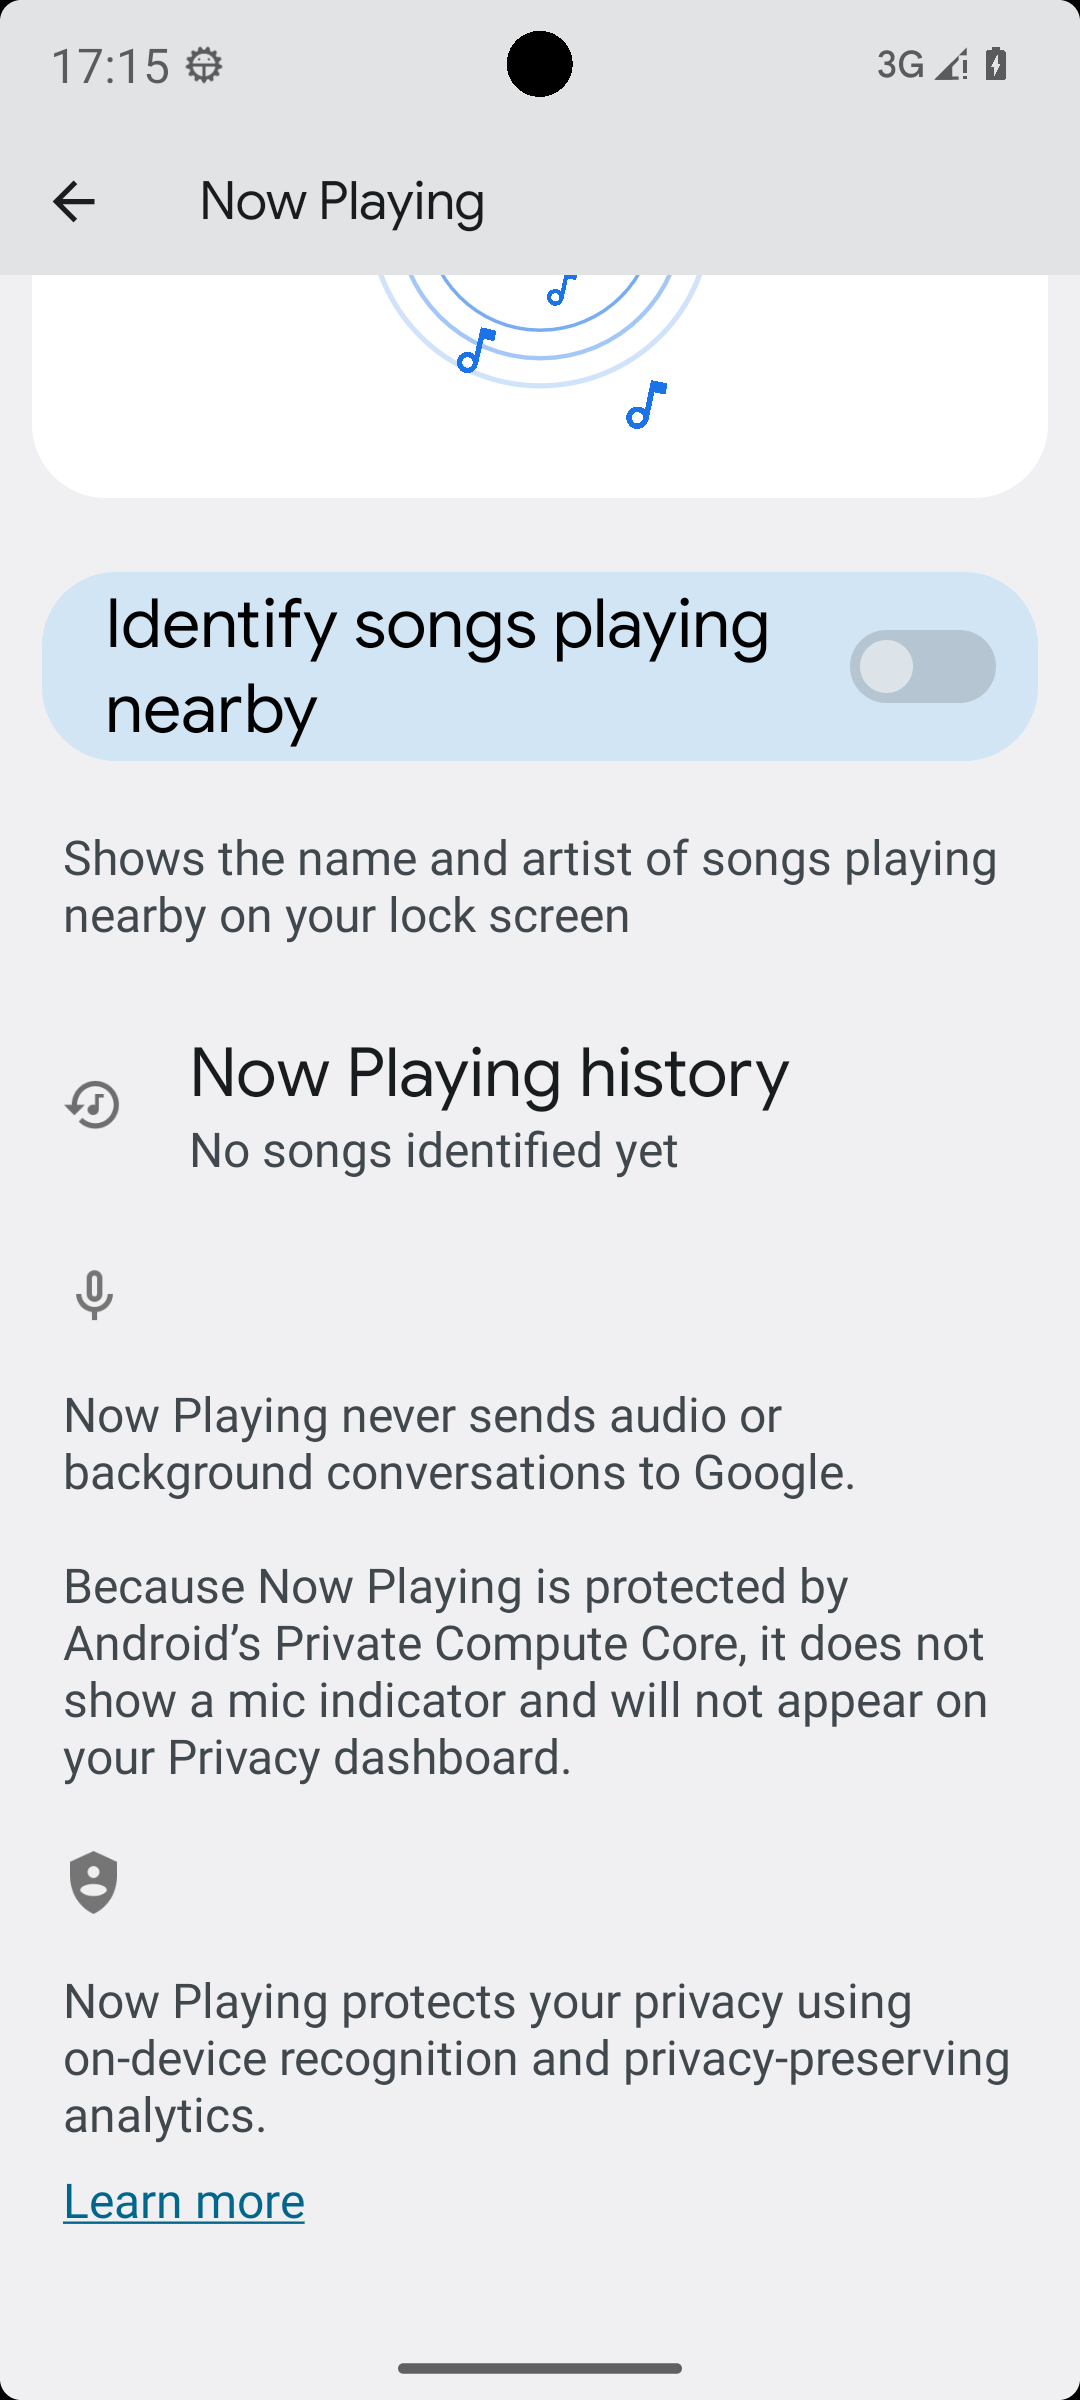 17:15
3G
Now Playing
Identify songs playing
nearby
Shows the name and artist of songs playing
nearby on your lock screen
Now Playing history
No songs identified yet
Now Playing never sends audio or
background conversations to Google.
Because Now Playing is protected by
Android’s Private Compute Core, it does not
show a mic indicator and will not appear on
your Privacy dashboard.
Now Playing protects your privacy using
on-device recognition and privacy-preserving
analytics.
Learn more